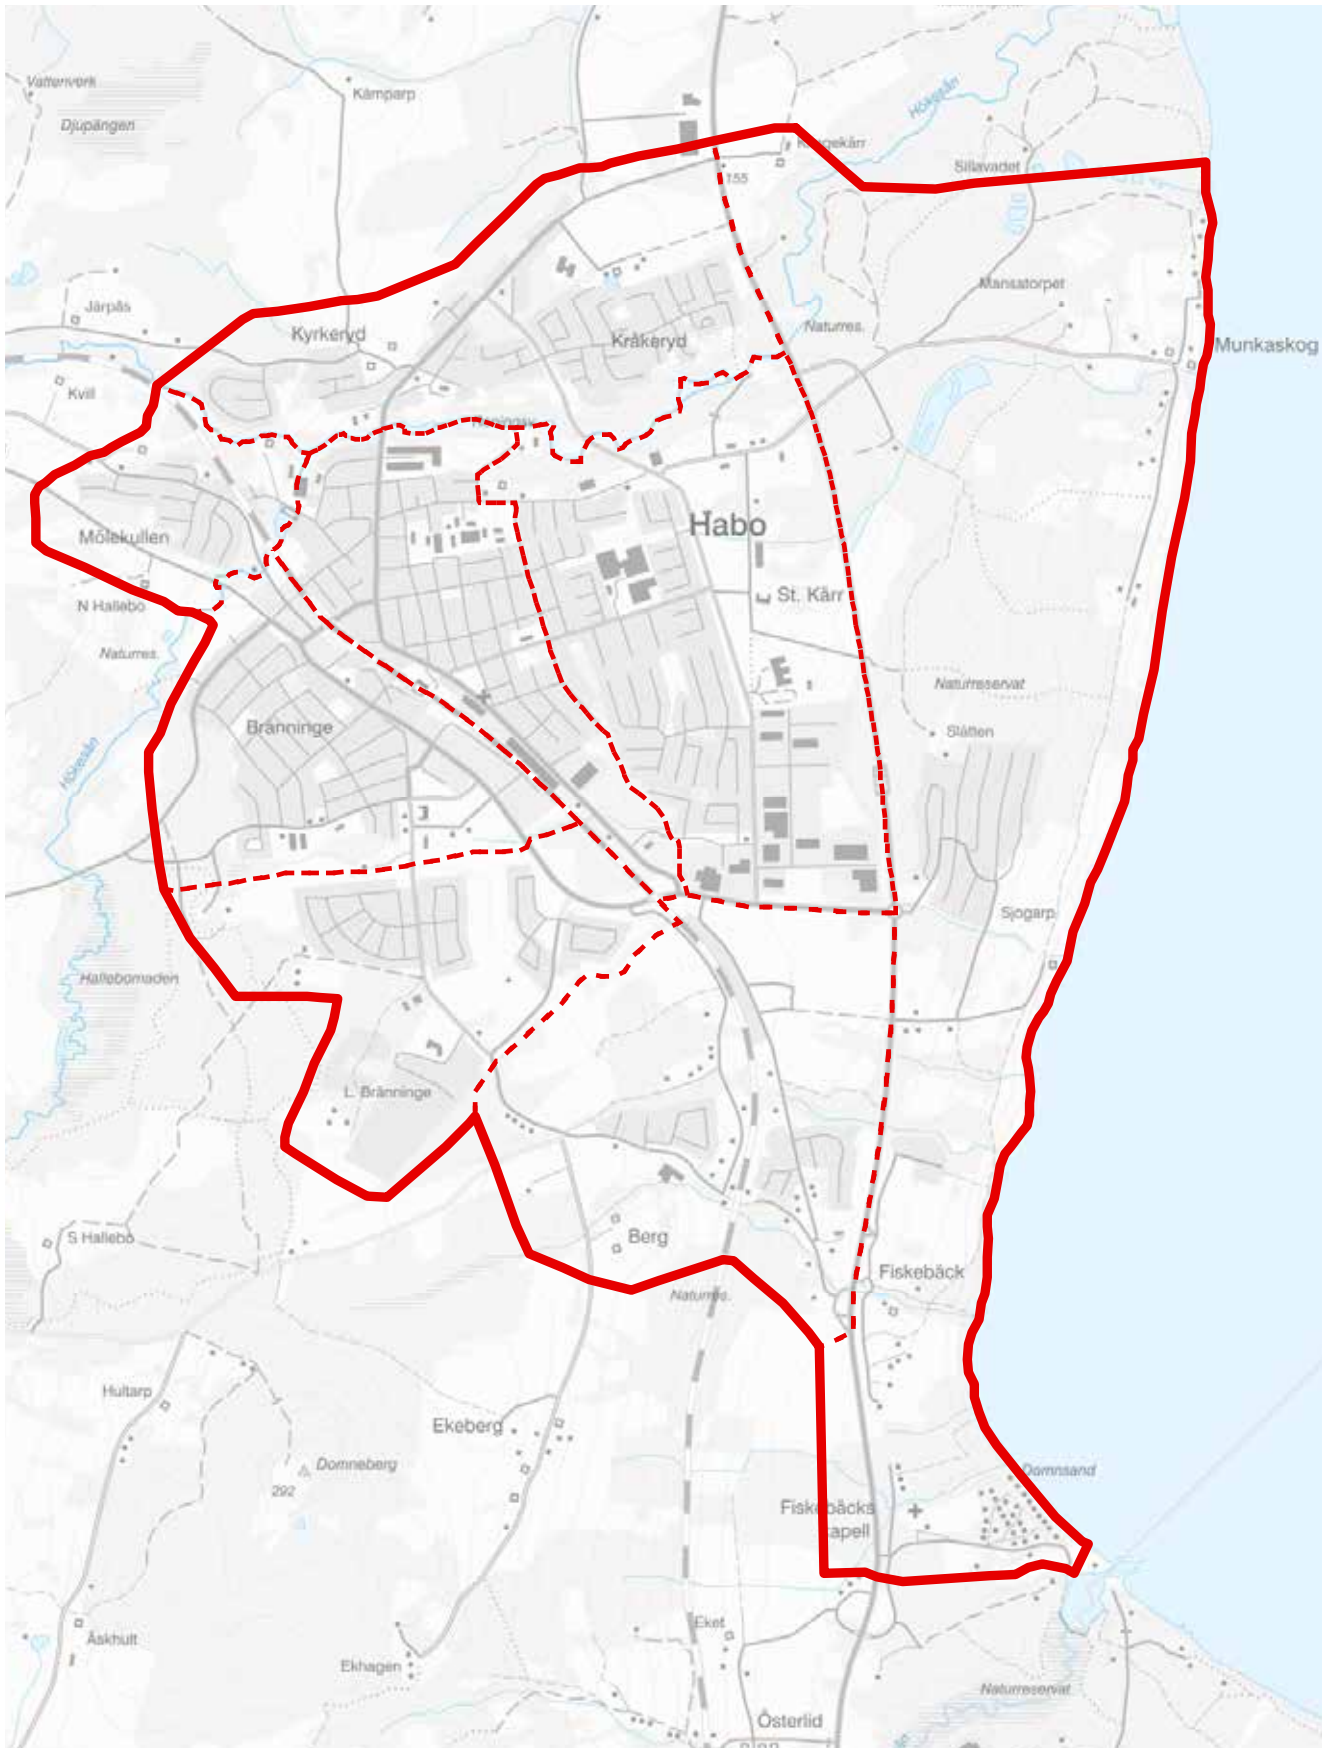 Vattenverk
Kämparp
Djupängen
Hökesån
Sillavadet
155
Mansatorpet
Järpås
Kyrkeryd
Kråkeryd
Naturres.
Munkaskog
Kvill
Habo
Mölekullen
N Hallebo
St. Kärr
Naturres.
Naturreservat
Slätten
Bränninge
Hökesån
Sjogarp
Hallebomaden
L. Bränninge
S Hallebo
Berg
Fiskebäck
Naturres.
Hultarp
Ekeberg
Domneberg
292
Domnsand
Fiskebäcks
kapell
Eket
Åskhult
Ekhagen
Naturreservat
Österlid